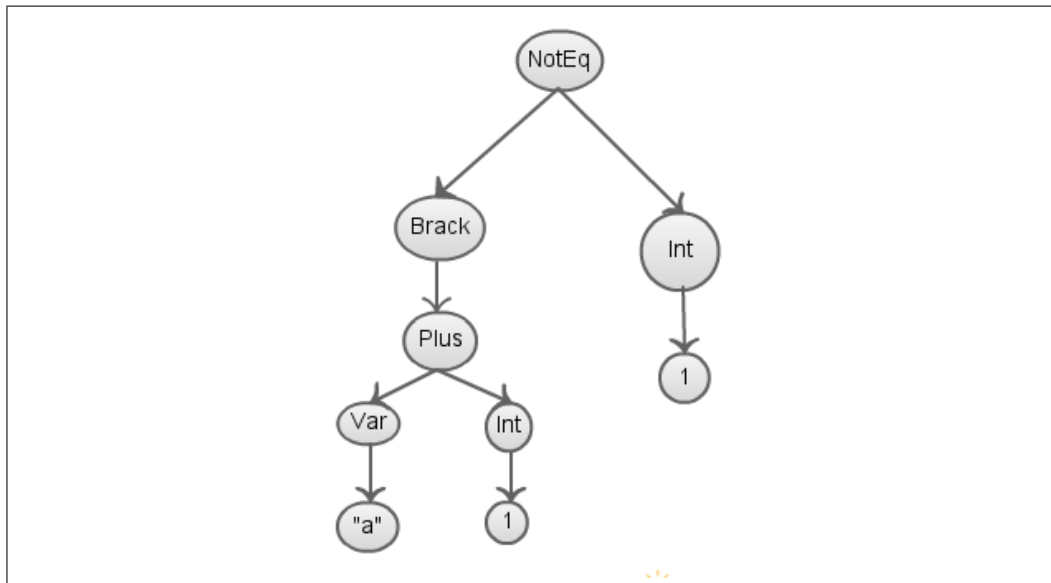 NotEq
Brack
Int
Plus
1
Var
Int
"a"
1